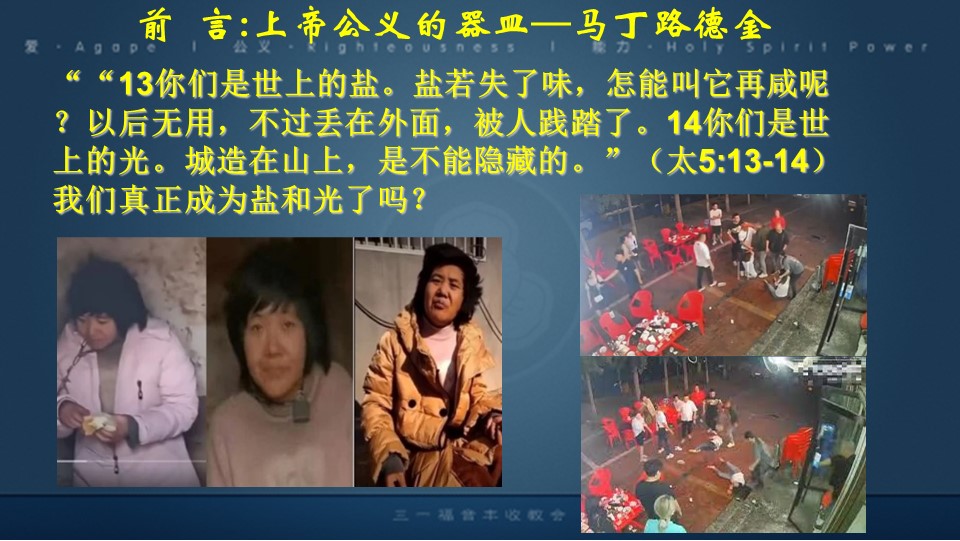 前 言:上帝公义的器皿—马丁路德金
爱 · Agape | 公义 · Righteousness | 能力 · Holy Spirit Power
“ “13你们是世上的盐。盐若失了味，怎能叫它再咸呢
？以后无用，不过丢在外面，被人践踏了。14你们是世
上的光。城造在山上，是不能隐藏的。” （太5:13-14）
我们真正成为盐和光了吗？
三一福音丰收教会